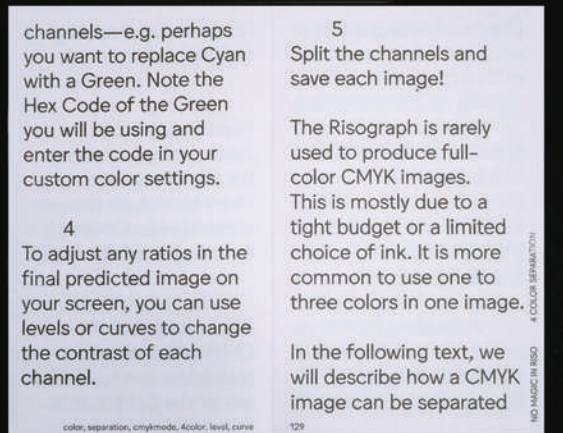 channels—e.g. perhaps
you want to replace Cyan
with a Green. Note the
Hex Code of the Green
you will be using and
enter the code in your
custom color settings.
4
To adjust any ratios in the
final predicted image on
your screen, you can use
levels or curves to change
the contrast of each
channel.
color, separation, cmykmode, 4color. level, curve
5
Split the channels and
save each image!
The Risograph is rarely
used to produce full-
color CMYK images.
This is mostly due to a
tight budget or a limited
choice of ink. It is more
common to use one to
three colors in one image.
In the following text, we
will describe how a CMYK
image can be separated
129
NO MAGIC IN RISO
4 COLOR SEPARATION